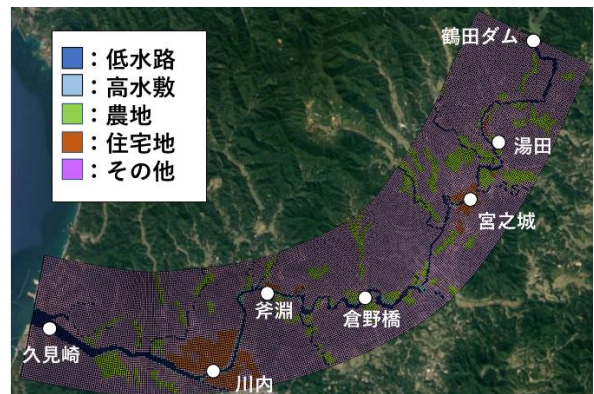 ：低水路
：高水敷
：農地
：住宅地
：その他
鶴田ダム
湯田
宮之城
倉野橋
斧淵
川内
久見崎